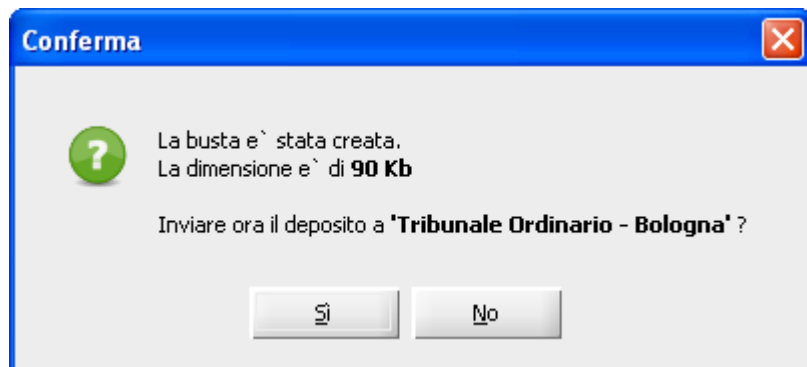 Conferma
?
La busta e` stata creata.
La dimensione e` di 90 Kb
Inviare ora il deposito a 'Tribunale Ordinario - Bologna' ?
Sì
No